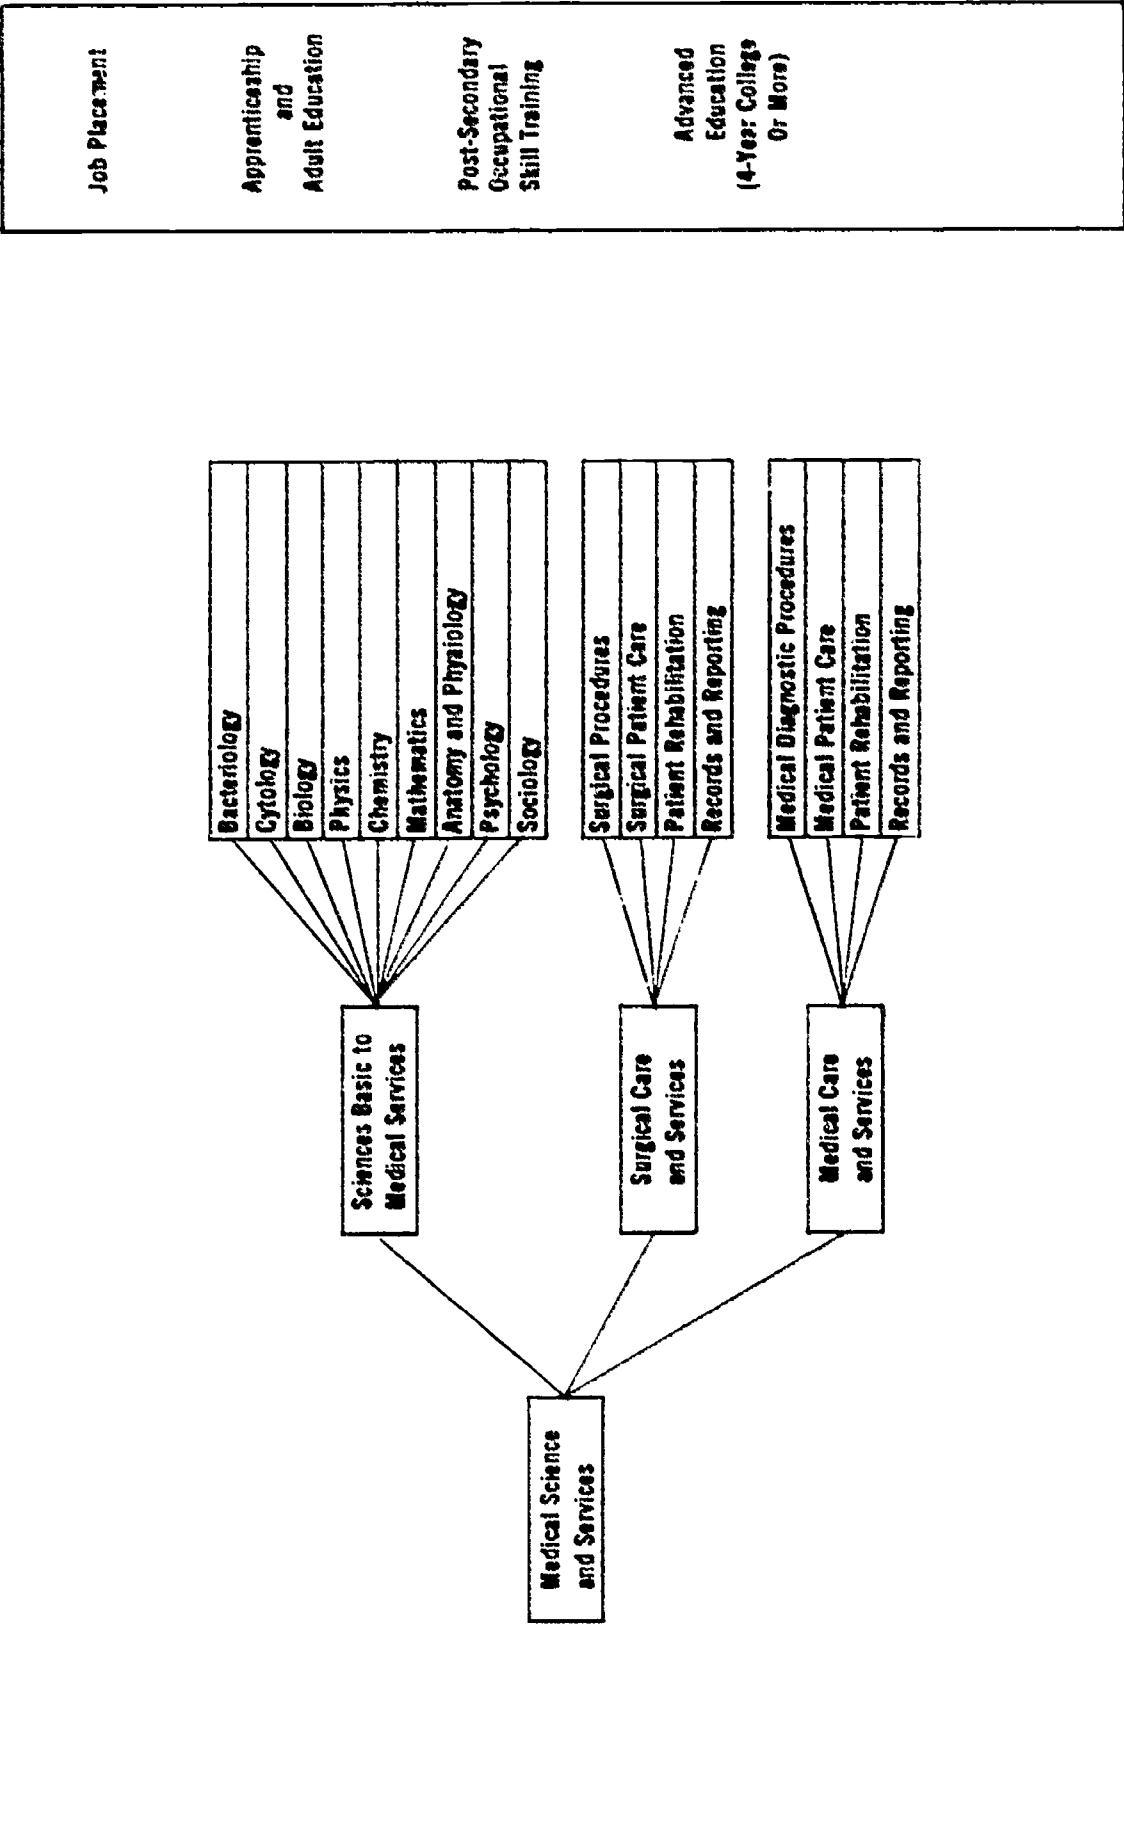 Medical Science
and Services
Sciences Basic to
Medical Services
Surgical Care
and Services
Medical Care
and Services
Bacteriology
Cytology
Biology
Physics
Chemistry
Mathematics
Anatomy and Physiology
Psychology
Sociology
Surgical Procedures
Surgical Patient Care
Patient Rehabilitation
Records and Reporting
Medical Diagnostic Procedures
Medical Patient Care
Patient Rehabilitation
Records and Reporting
Job Placement
Apprenticeship
and
Adult Education
Post-Secondary
Occupational
Skill Training
Advanced
Education
(4-Year College
Or More)